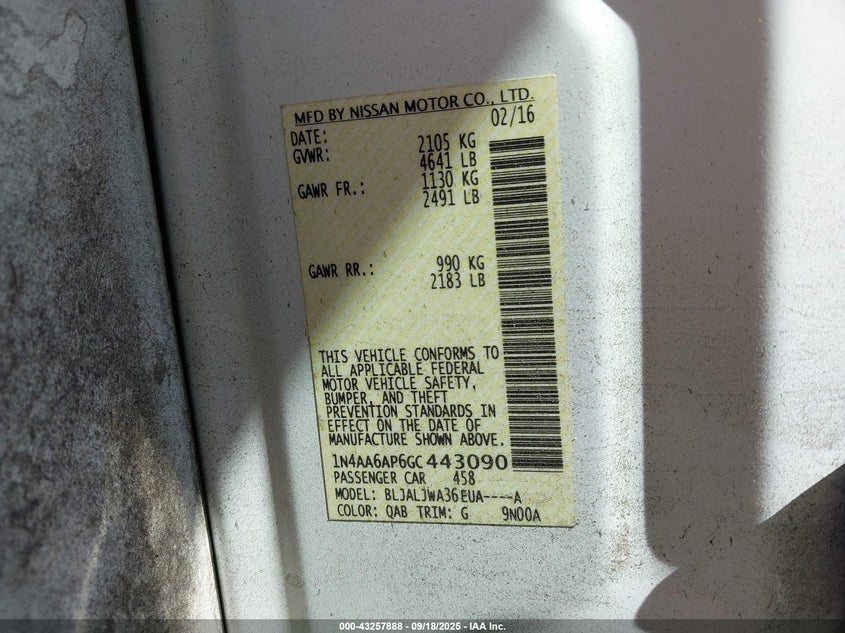 MFD BY NISSAN MOTOR CO., LTD.
DATE: 02/16
GVWR: 2105 KG
4641 LB
GAWR FR.: 1130 KG
2491 LB
GAWR RR.: 990 KG
2183 LB
THIS VEHICLE CONFORMS TO
ALL APPLICABLE FEDERAL
MOTOR VEHICLE SAFETY,
BUMPER, AND THEFT
PREVENTION STANDARDS IN
EFFECT ON THE DATE OF
MANUFACTURE SHOWN ABOVE.
1N4AA6AP6GC443090
PASSENGER CAR 458
MODEL: BLJALJWA36EUA----A
COLOR: QAB TRIM: G 9N00A
000-43257888 - 09/18/2025 - IAA Inc.